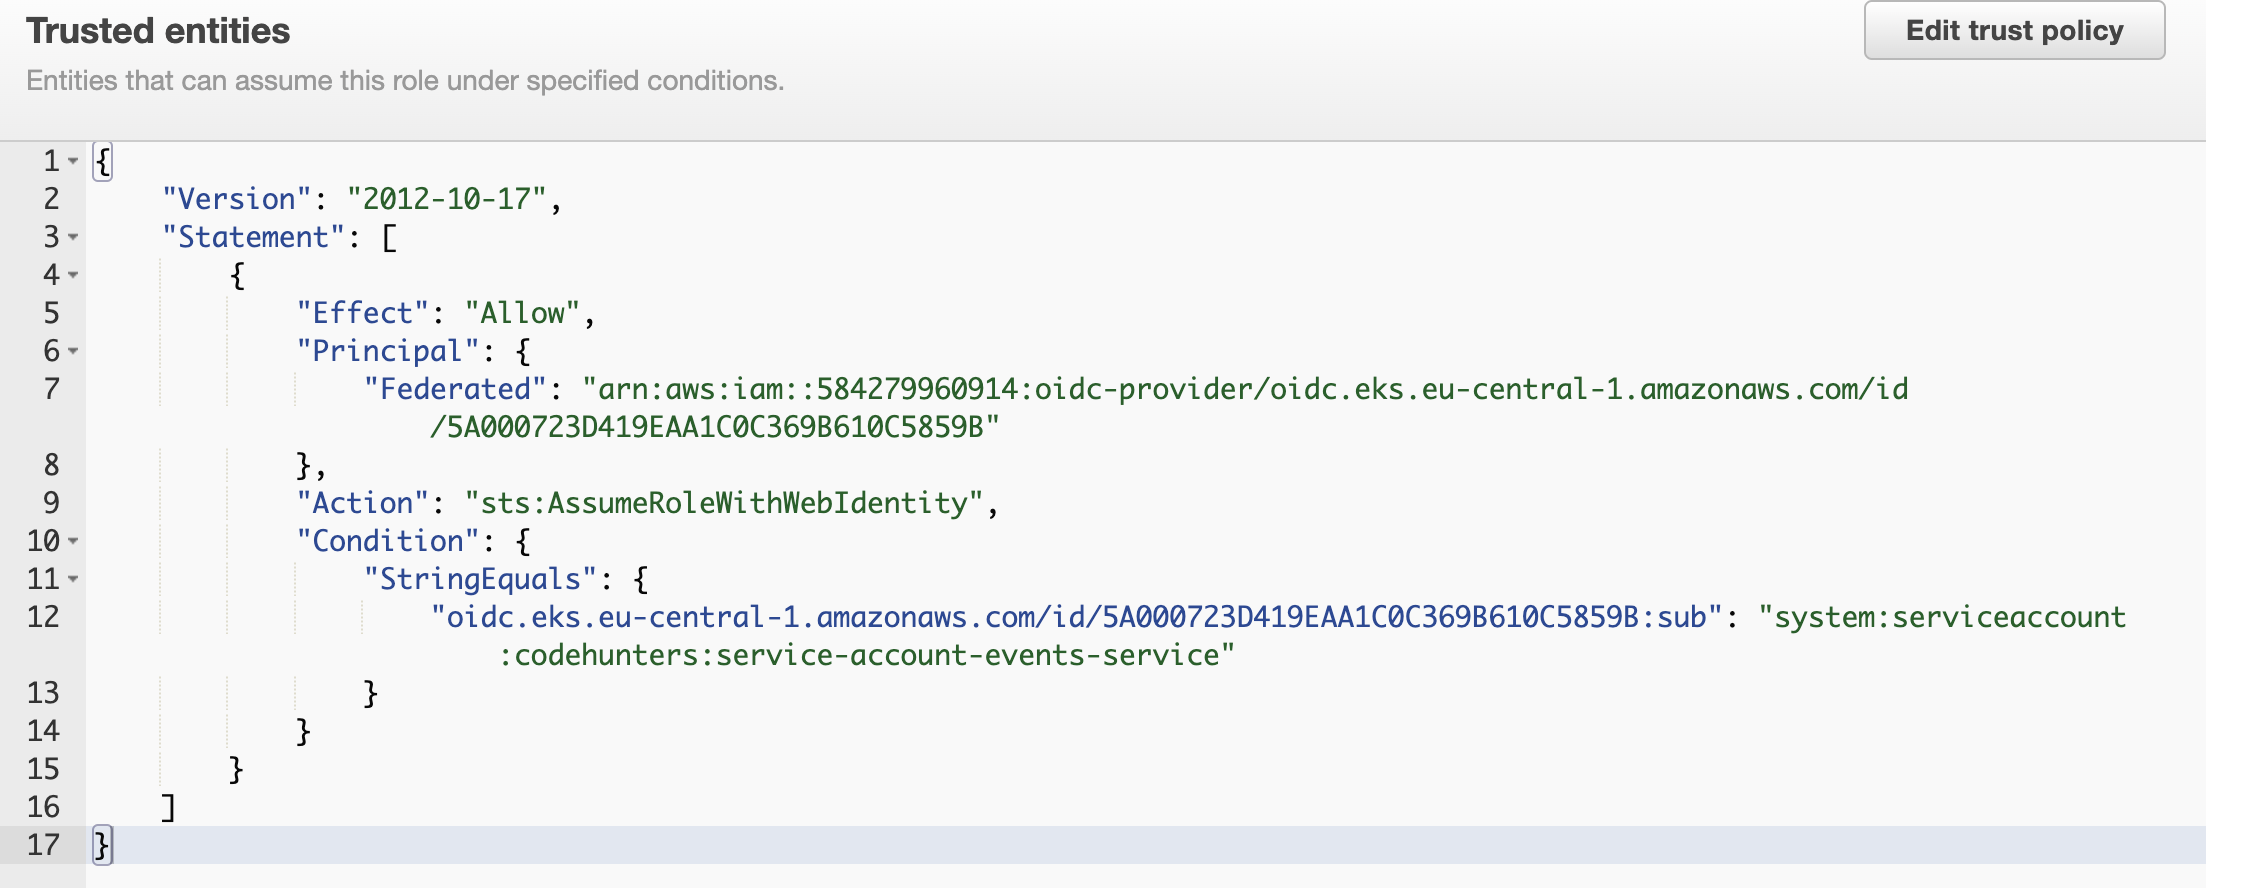 Trusted entities
Edit trust policy
Entities that can assume this role under specified conditions.
1 {
2 "Version": "2012-10-17",
3 "Statement": [
4 {
5 "Effect": "Allow",
6 "Principal": {
7 "Federated": "arn:aws:iam::584279960914:oidc-provider/oidc.eks.eu-central-1.amazonaws.com/id
/5A000723D419EAA1C0C369B610C5859B"
8 },
9 "Action": "sts:AssumeRoleWithWebIdentity",
10 "Condition": {
11 "StringEquals": {
12 "oidc.eks.eu-central-1.amazonaws.com/id/5A000723D419EAA1C0C369B610C5859B:sub": "system:serviceaccount
:codehunters:service-account-events-service"
13 }
14 }
15 }
16 ]
17 }